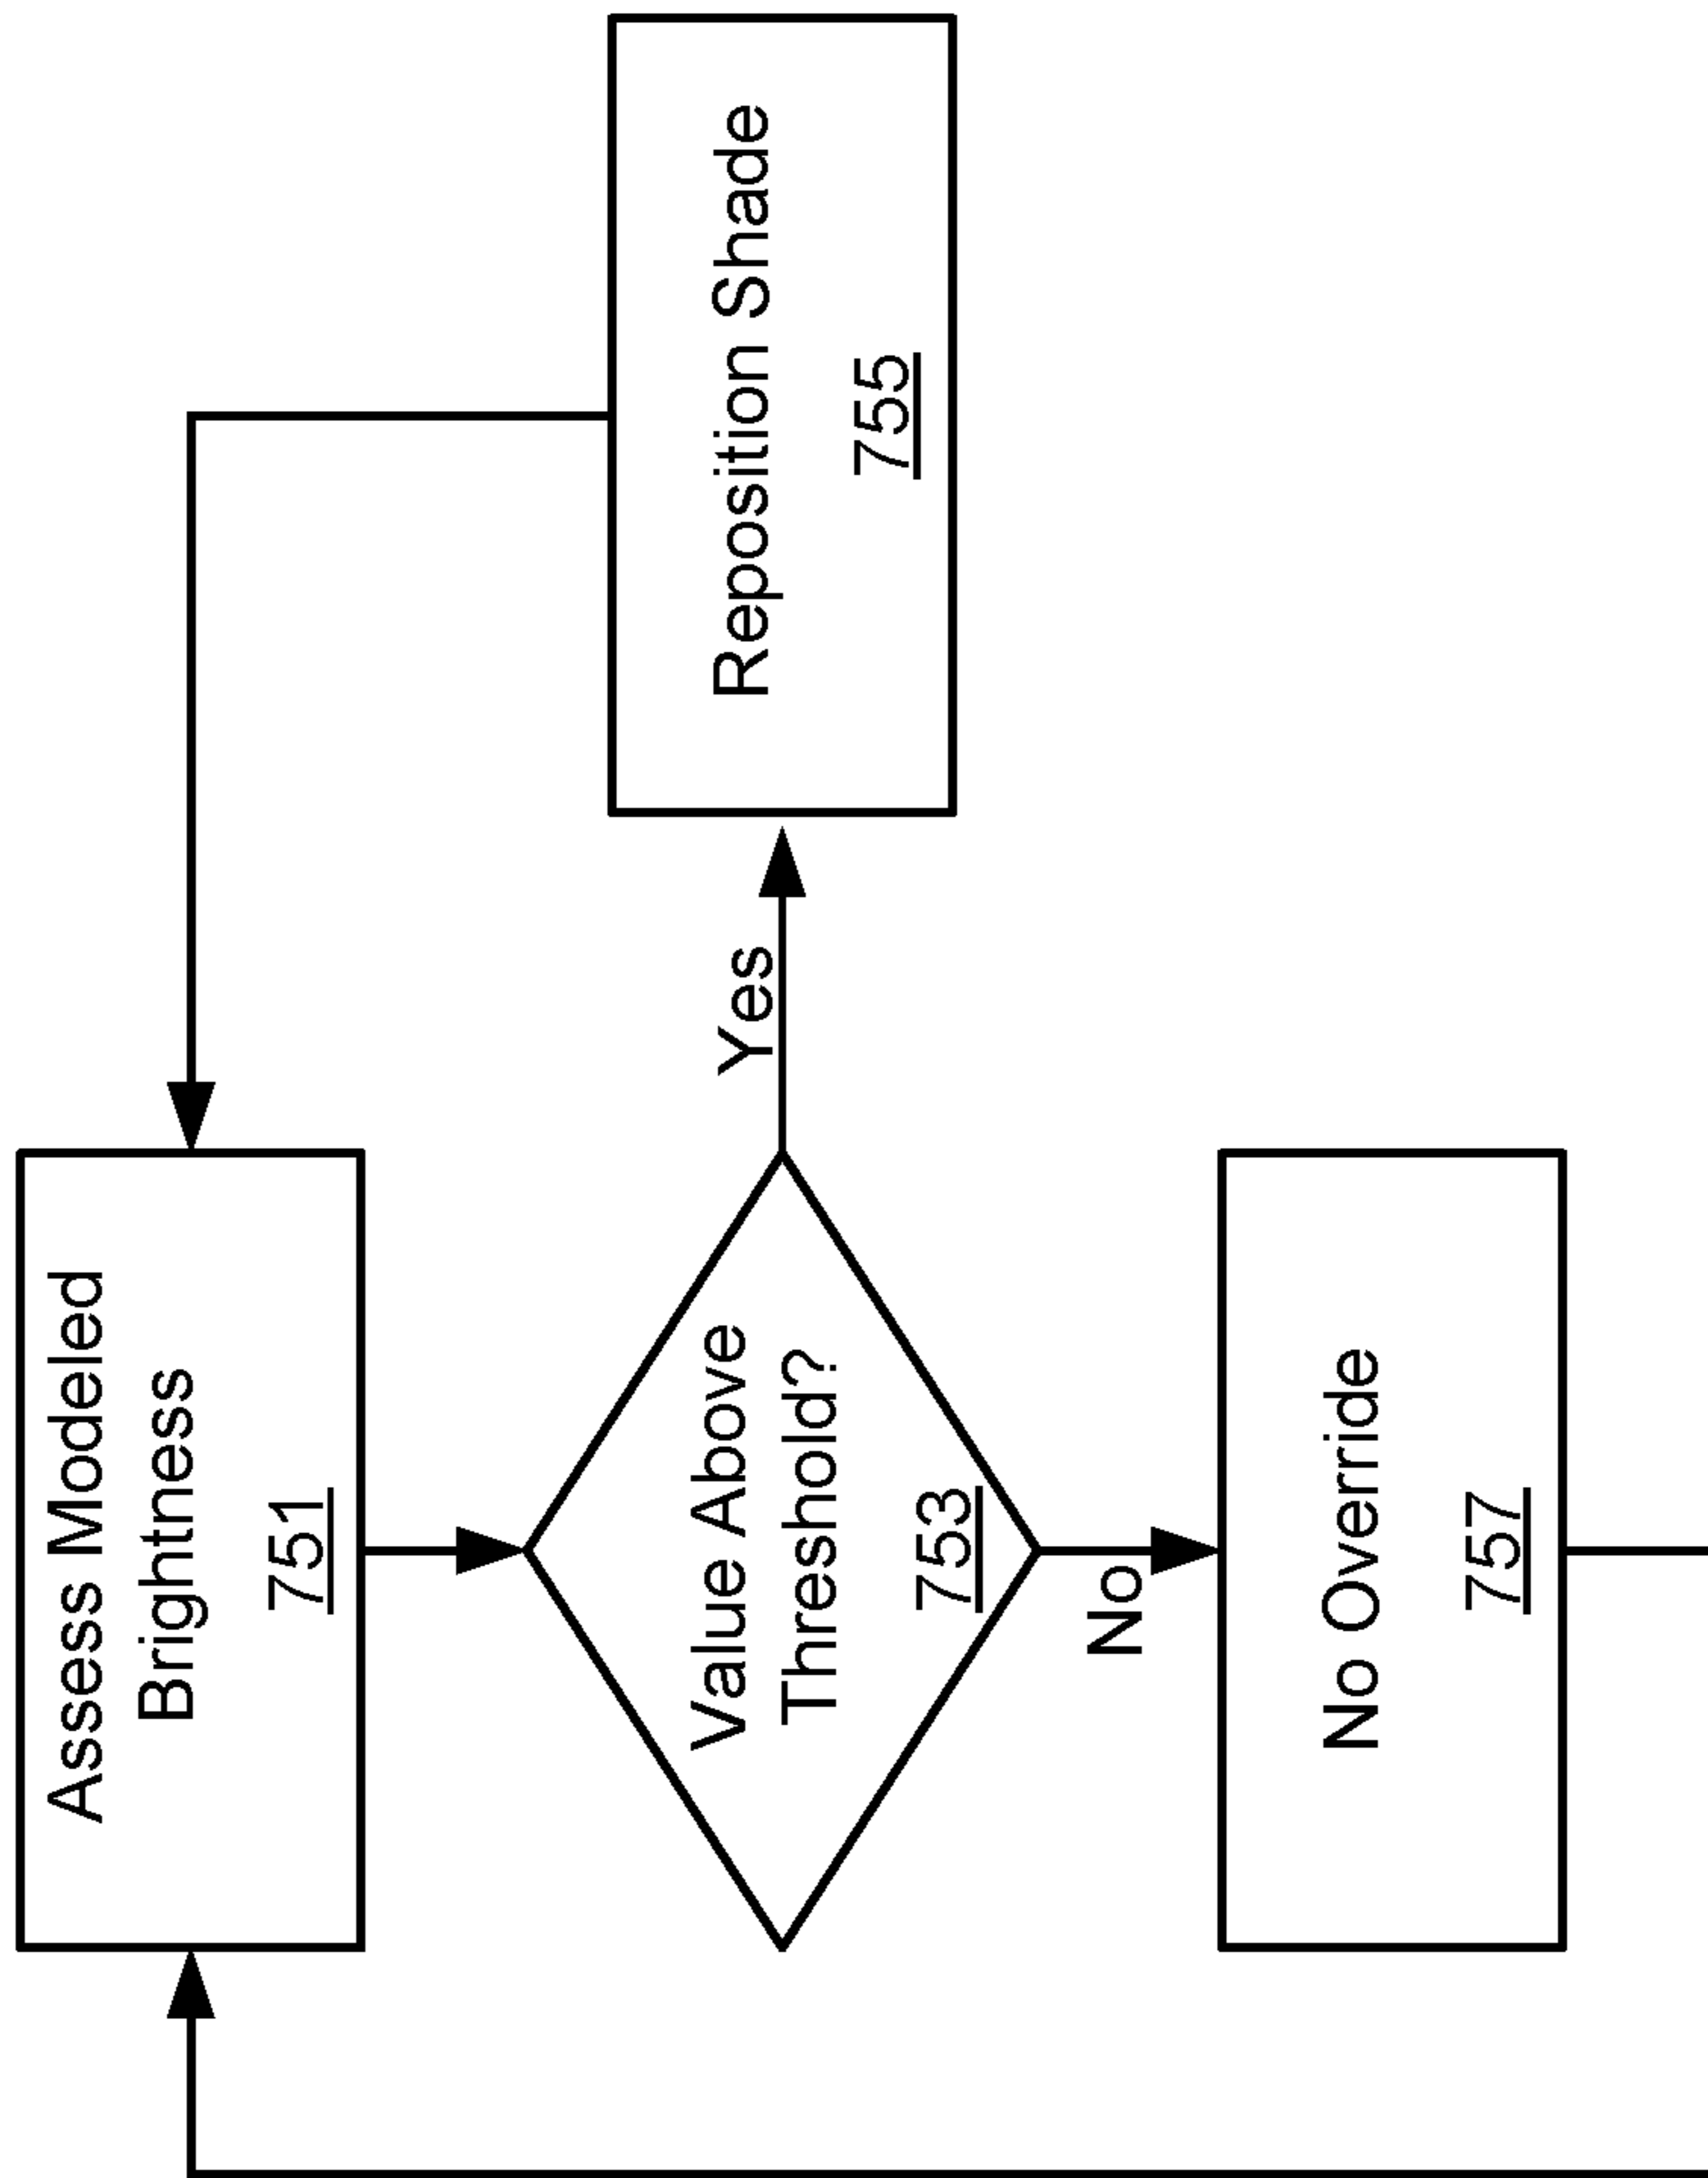 Assess Modeled
Brightness
751
Value Above
Threshold?
753
Yes
Reposition Shade
755
No
No Override
757